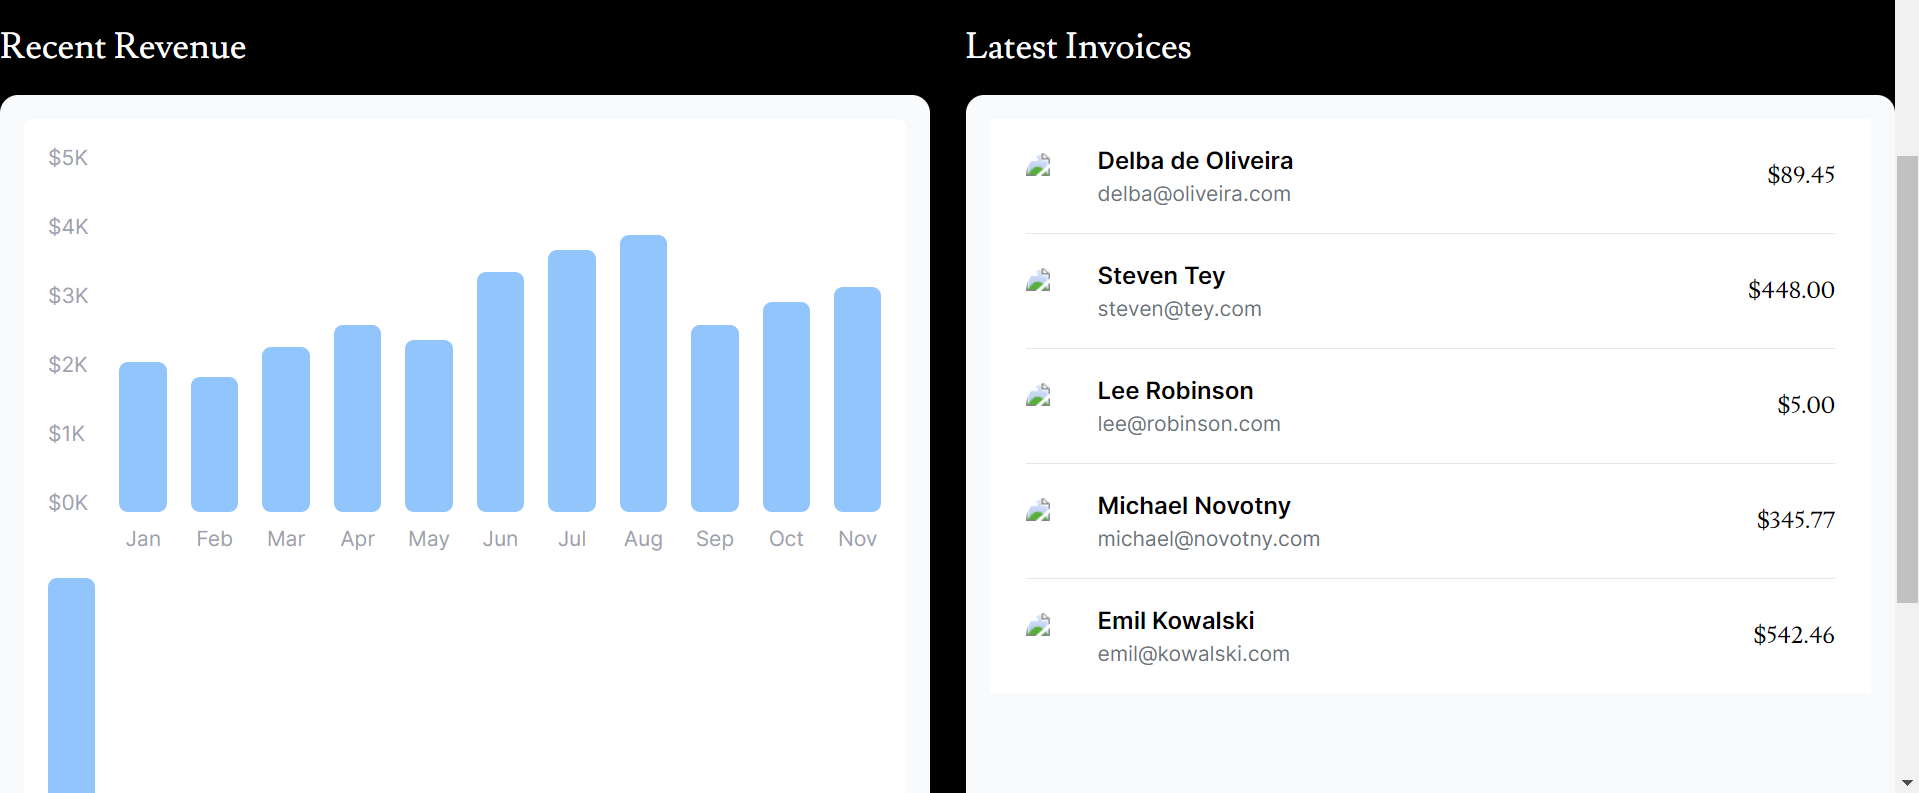 Recent Revenue
$5K
$4K
$3K
$2K
$1K
$0K
Jan Feb Mar Apr May Jun Jul Aug Sep Oct Nov
Latest Invoices
Delba de Oliveira
delba@oliveira.com
$89.45
Steven Tey
steven@tey.com
$448.00
Lee Robinson
lee@robinson.com
$5.00
Michael Novotny
michael@novotny.com
$345.77
Emil Kowalski
emil@kowalski.com
$542.46